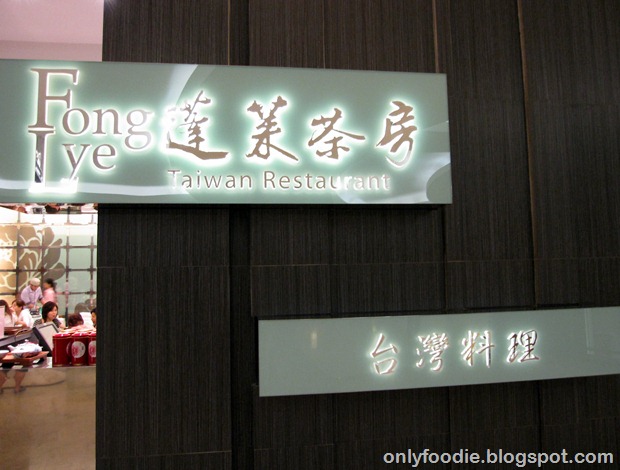 Fong Lye 蓬萊茶房
Taiwan Restaurant
台灣料理
onlyfoodie.blogspot.com